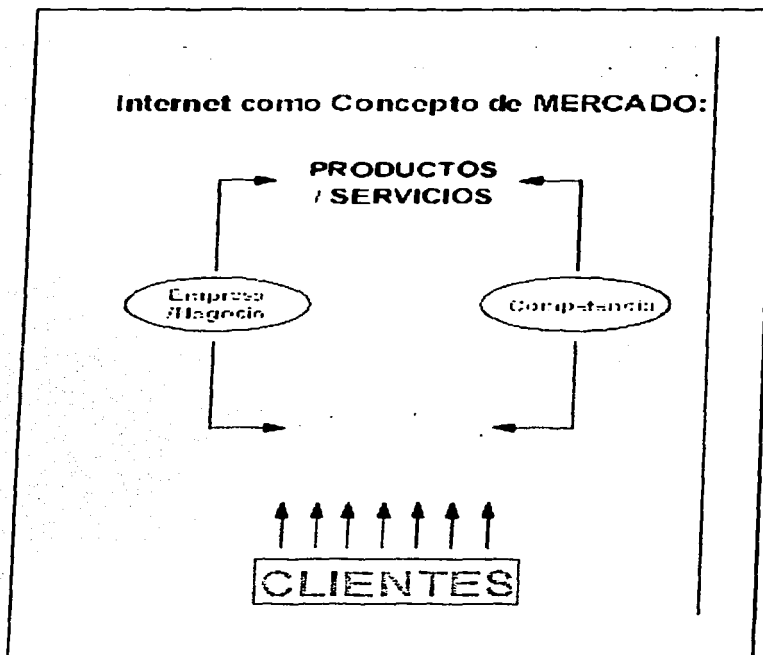 Internet como Concepto de MERCADO:
PRODUCTOS
/ SERVICIOS
Empresa
/Negocio
Competencia
CLIENTES